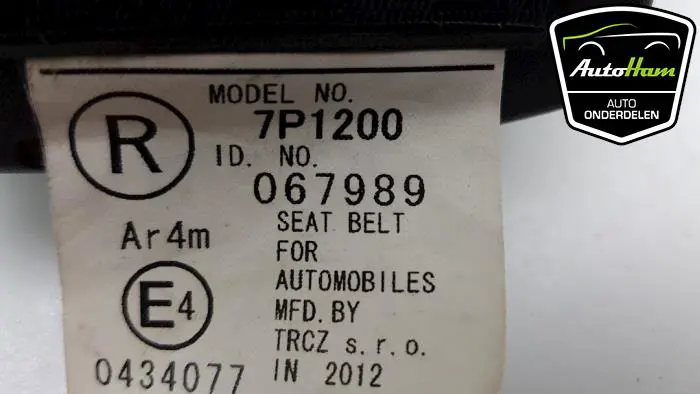 MODEL NO.
7P1200
R
ID. NO.
067989
Ar4m
SEAT BELT
FOR
AUTOMOBILES
E4
MFD. BY
TRCZ s.r.o.
0434077
IN 2012
AutoHam
AUTO
ONDERDELEN